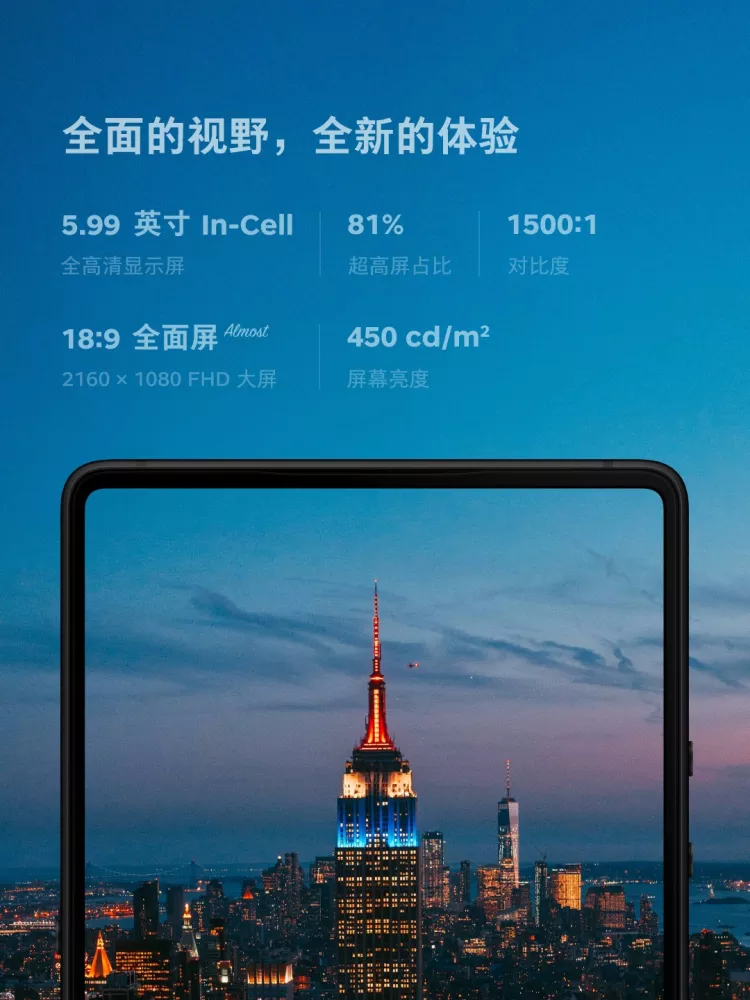 全面的视野，全新的体验
5.99 英寸 In-Cell
全高清显示屏
81%
超高屏占比
1500:1
对比度
18:9 全面屏 Almost
2160 × 1080 FHD 大屏
450 cd/m²
屏幕亮度